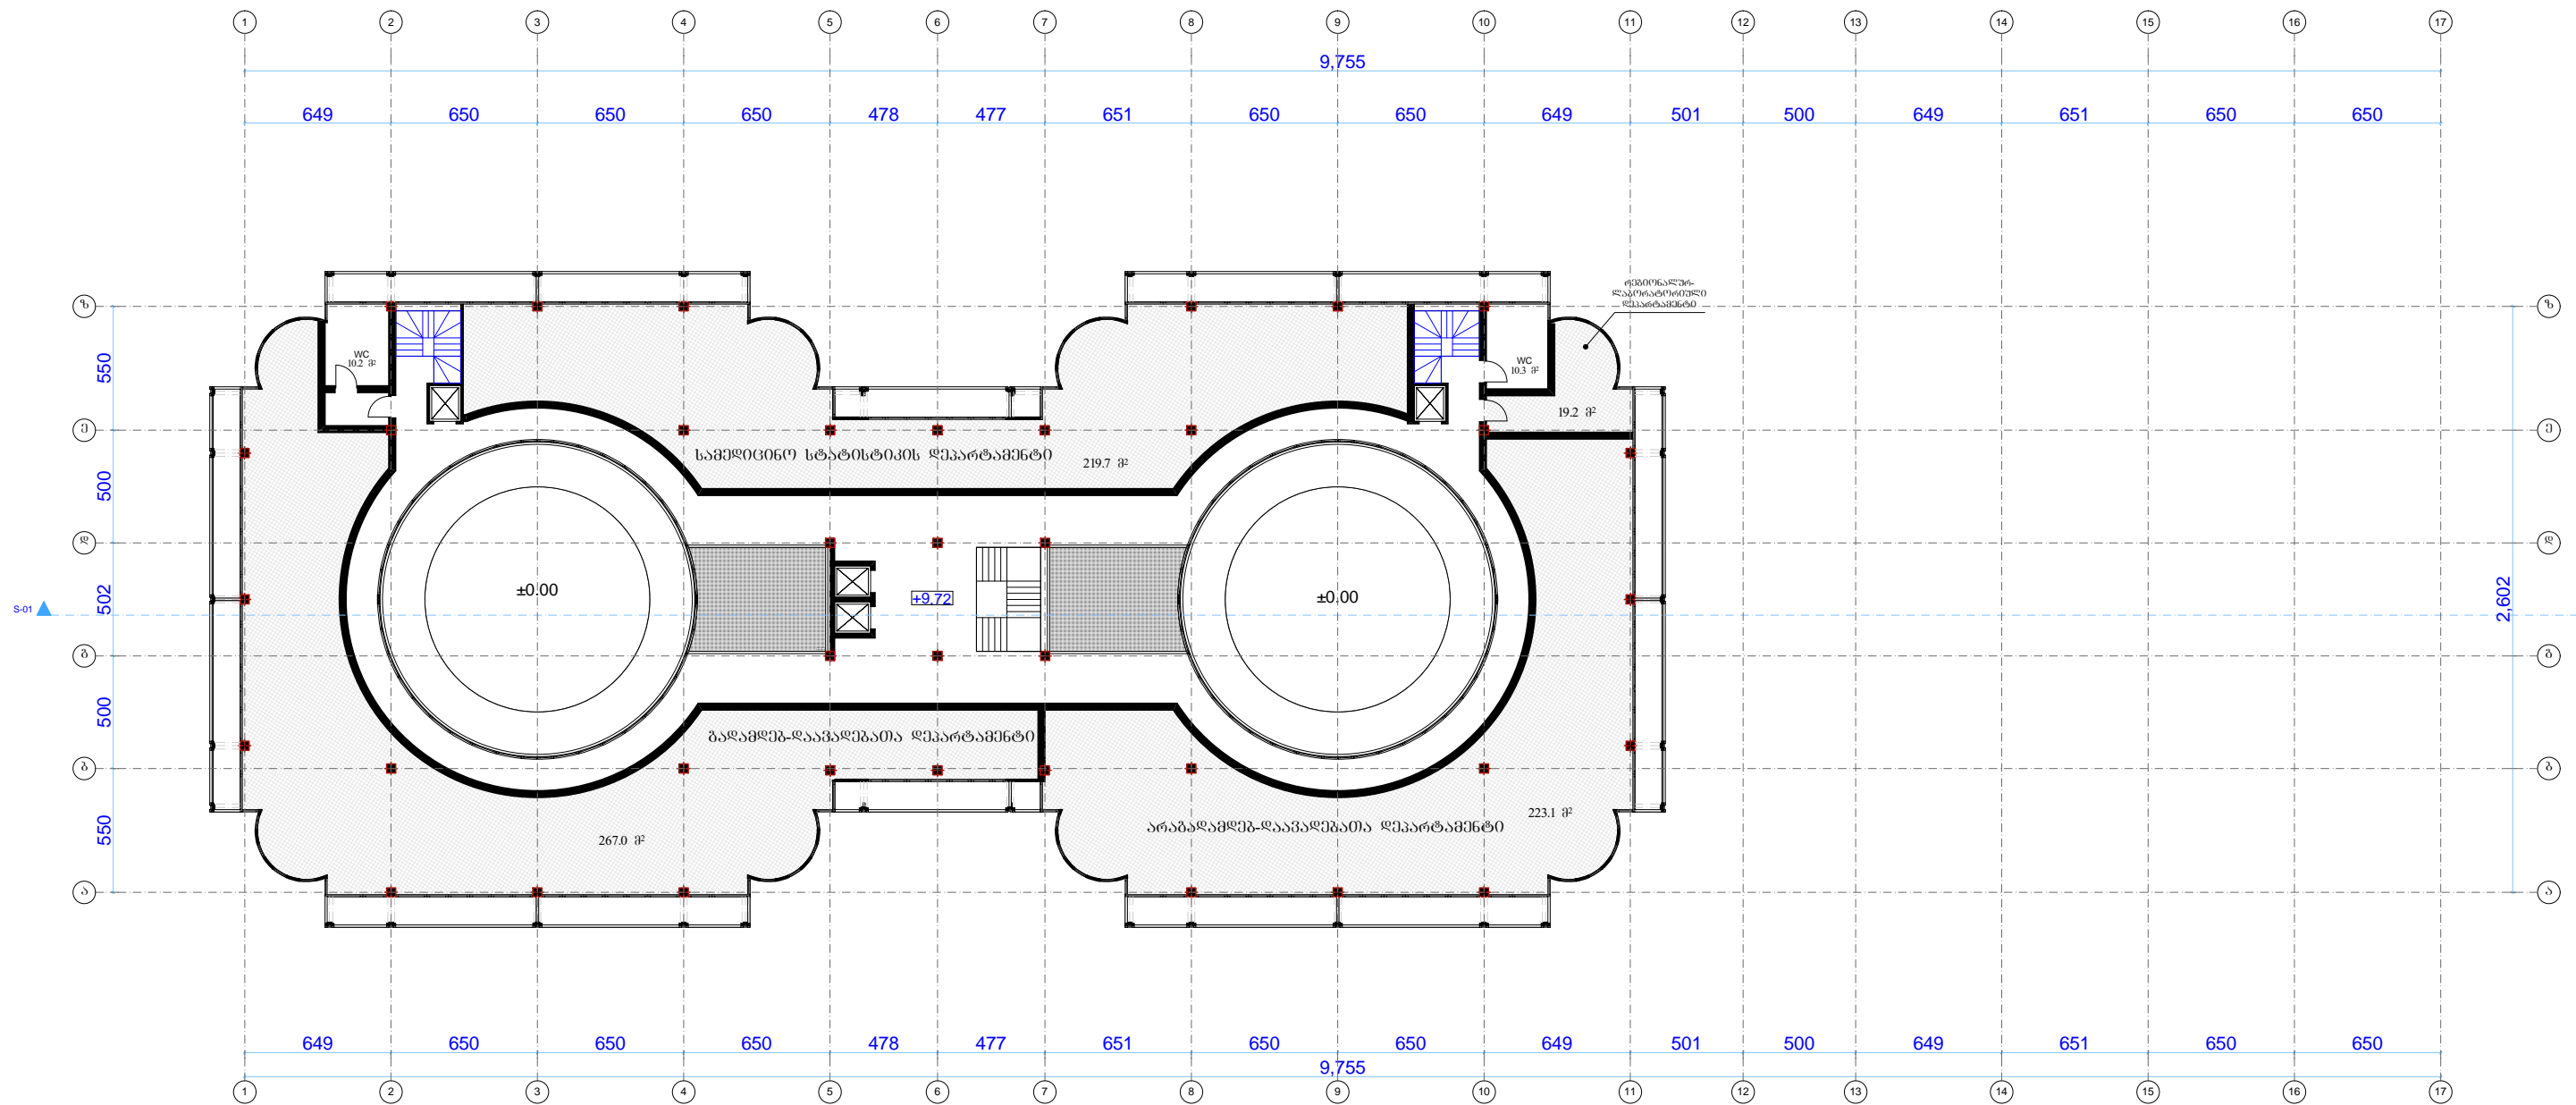 1 2 3 4 5 6 7 8 9 10 11 12 13 14 15 16 17
9,755
649 650 650 650 478 477 651 650 650 649 501 500 649 651 650 650
რეგიონალურ-
ლაბორატორიული
დეპარტამენტი
ზ ზ
550
WC
10.2 მ²
WC
10.3 მ²
19.2 მ²
ე ე
სამედიცინო სტატისტიკის დეპარტამენტი
219.7 მ²
500
დ დ
±0.00
+9.72
±0.00
502
S-01
2,602
გ გ
500
გადამდებ-დაავადებათა დეპარტამენტი
ბ ბ
550
267.0 მ²
223.1 მ²
არაგადამდებ-დაავადებათა დეპარტამენტი
ა ა
649 650 650 650 478 477 651 650 650 649 501 500 649 651 650 650
9,755
1 2 3 4 5 6 7 8 9 10 11 12 13 14 15 16 17